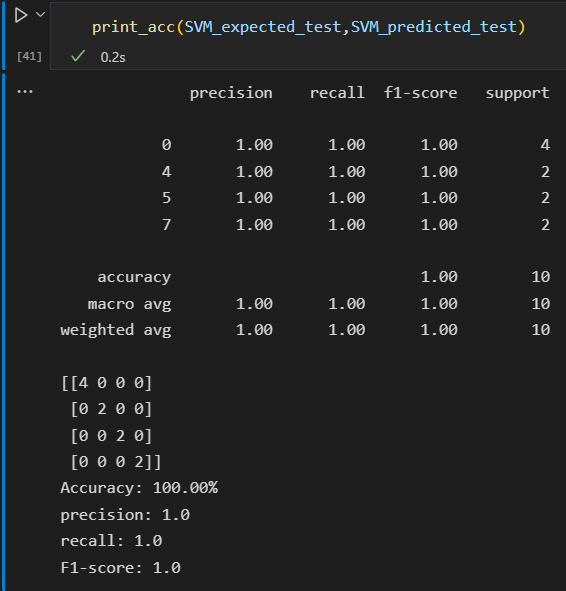 print_acc(SVM_expected_test,SVM_predicted_test)
[41] ✓ 0.2s
...
precision recall f1-score support
0 1.00 1.00 1.00 4
4 1.00 1.00 1.00 2
5 1.00 1.00 1.00 2
7 1.00 1.00 1.00 2
accuracy 1.00 10
macro avg 1.00 1.00 1.00 10
weighted avg 1.00 1.00 1.00 10
[[4 0 0 0]
[0 2 0 0]
[0 0 2 0]
[0 0 0 2]]
Accuracy: 100.00%
precision: 1.0
recall: 1.0
F1-score: 1.0